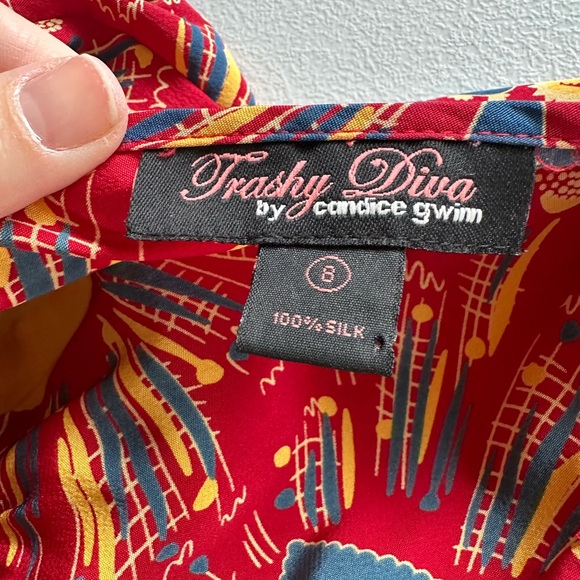 Trashy Diva
by candice gwinn
8
100% SILK